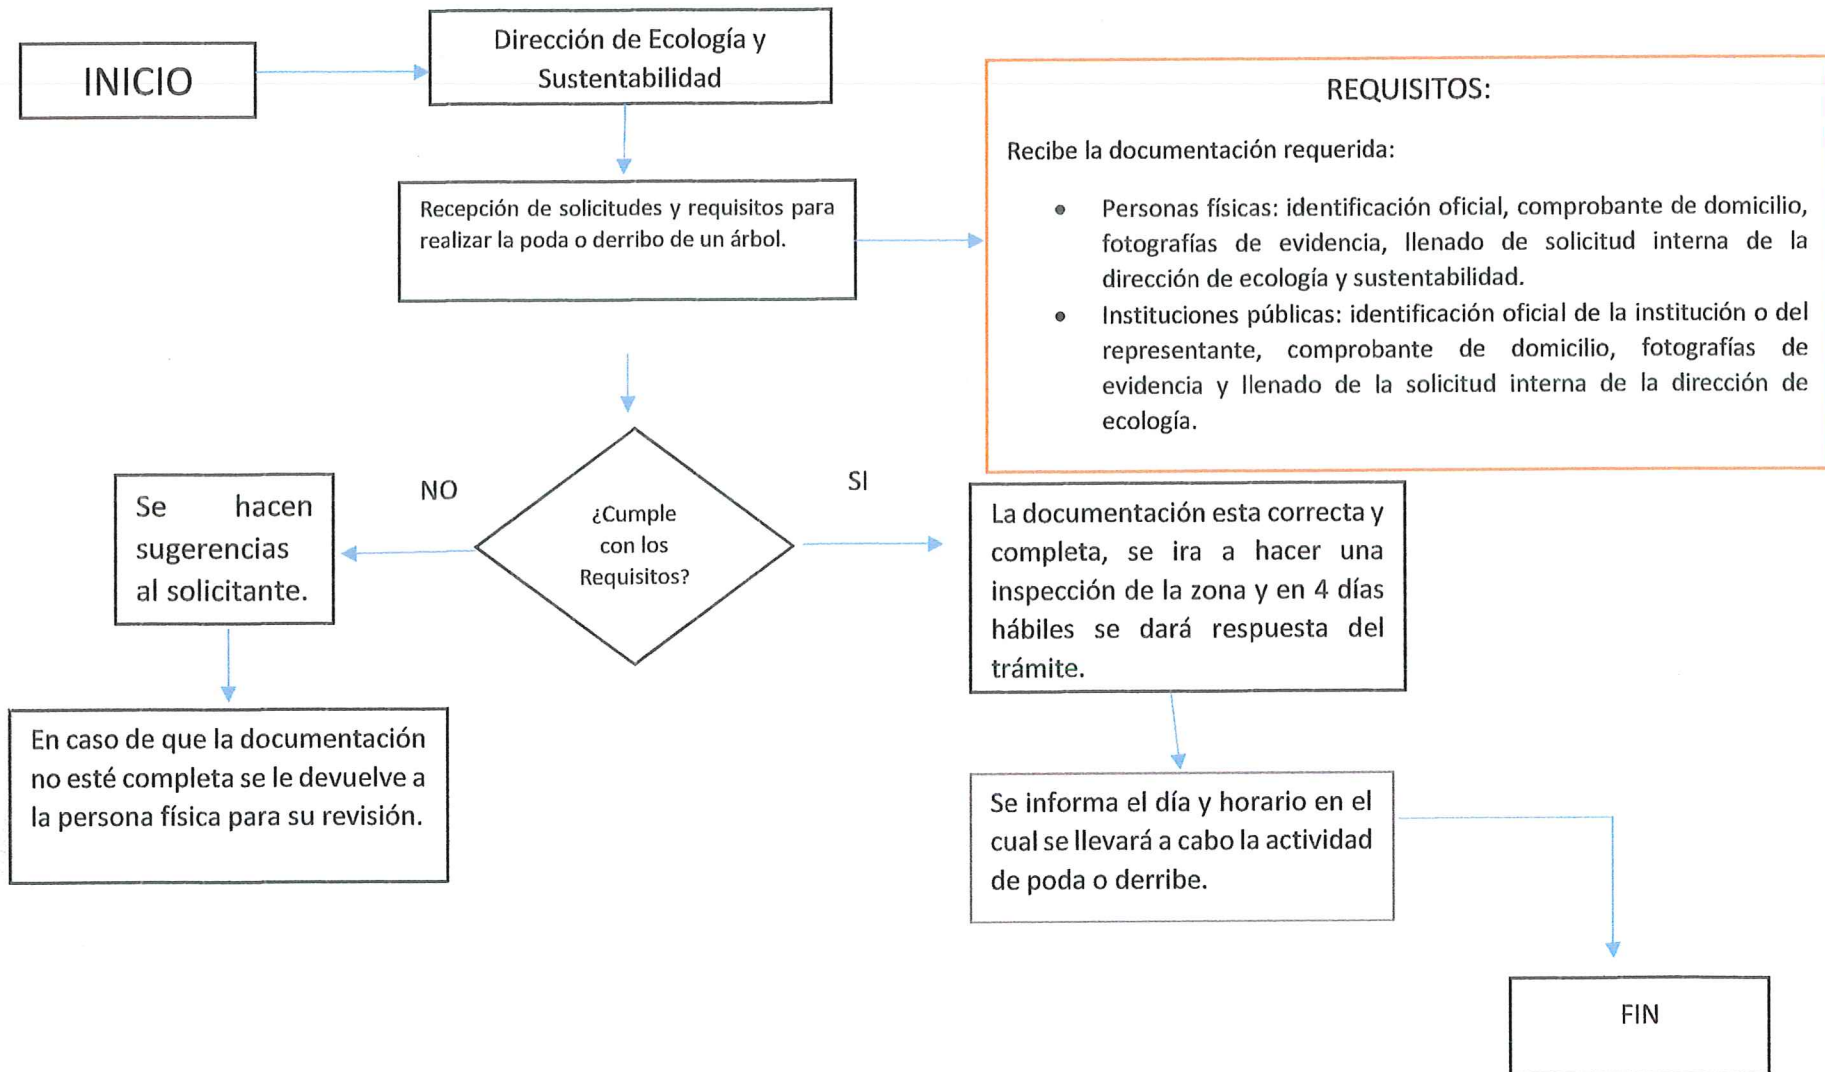 INICIO
Dirección de Ecología y
Sustentabilidad
Recepción de solicitudes y requisitos para
realizar la poda o derribo de un árbol.
REQUISITOS:
Recibe la documentación requerida:
• Personas físicas: identificación oficial, comprobante de domicilio,
fotografías de evidencia, llenado de solicitud interna de la
dirección de ecología y sustentabilidad.
• Instituciones públicas: identificación oficial de la institución o del
representante, comprobante de domicilio, fotografías de
evidencia y llenado de la solicitud interna de la dirección de
ecología.
¿Cumple
con los
Requisitos?
NO
Se hacen
sugerencias
al solicitante.
En caso de que la documentación
no esté completa se le devuelve a
la persona física para su revisión.
SI
La documentación esta correcta y
completa, se ira a hacer una
inspección de la zona y en 4 días
hábiles se dará respuesta del
trámite.
Se informa el día y horario en el
cual se llevará a cabo la actividad
de poda o derribe.
FIN